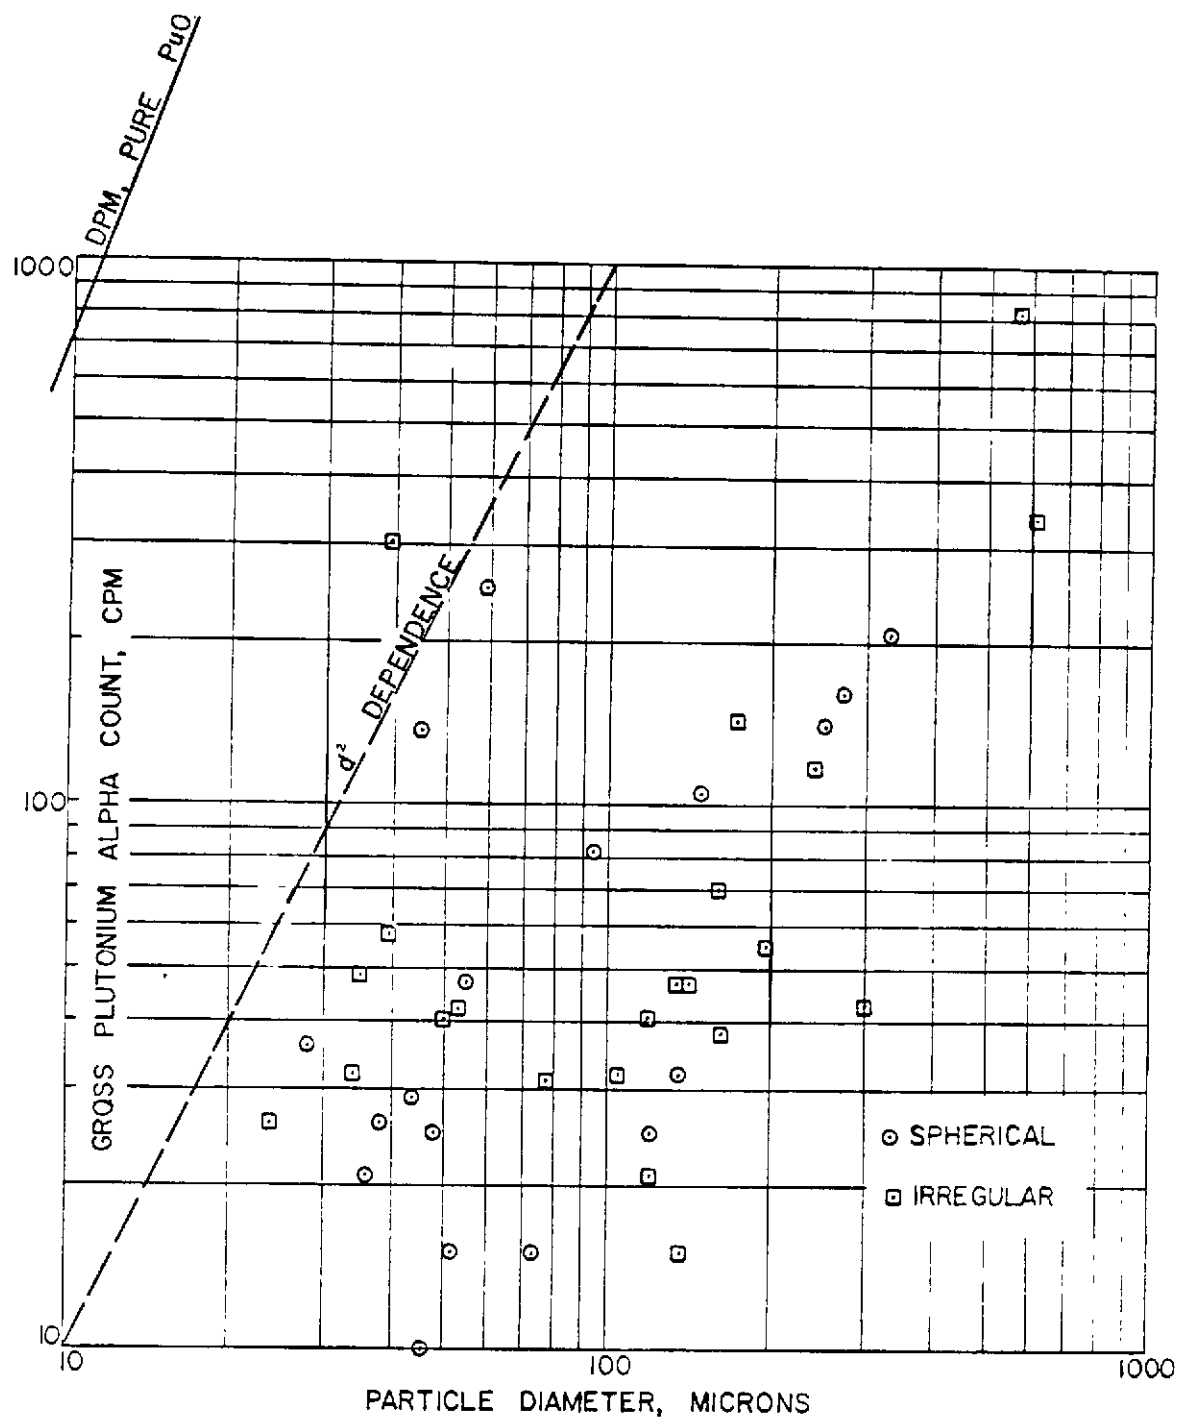 DPM, PURE PuO
1000
GROSS PLUTONIUM ALPHA COUNT, CPM
d² DEPENDENCE
100
SPHERICAL
IRREGULAR
10
10
100
1000
PARTICLE DIAMETER, MICRONS